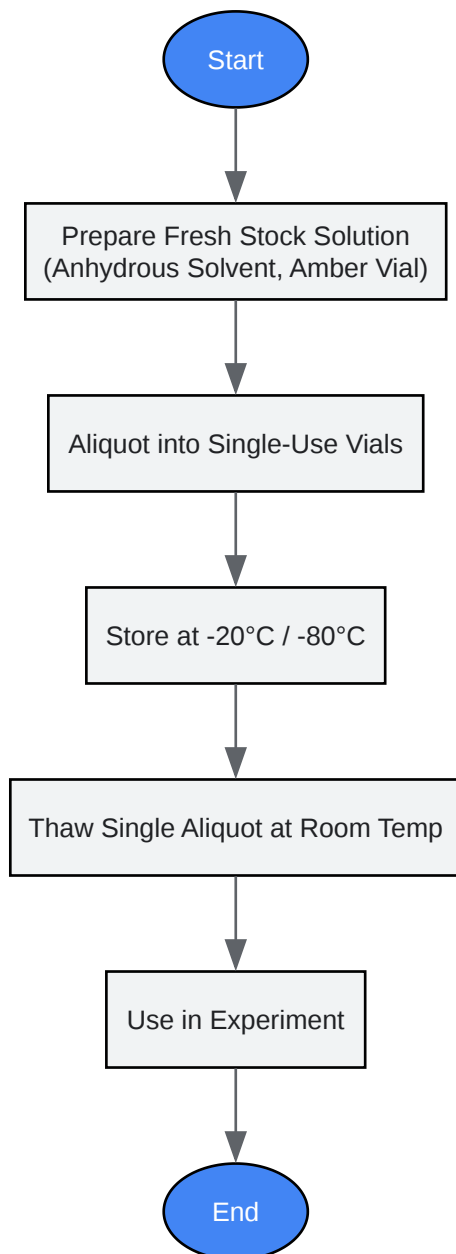 Start
Prepare Fresh Stock Solution
(Anhydrous Solvent, Amber Vial)
Aliquot into Single-Use Vials
Store at -20°C / -80°C
Thaw Single Aliquot at Room Temp
Use in Experiment
End